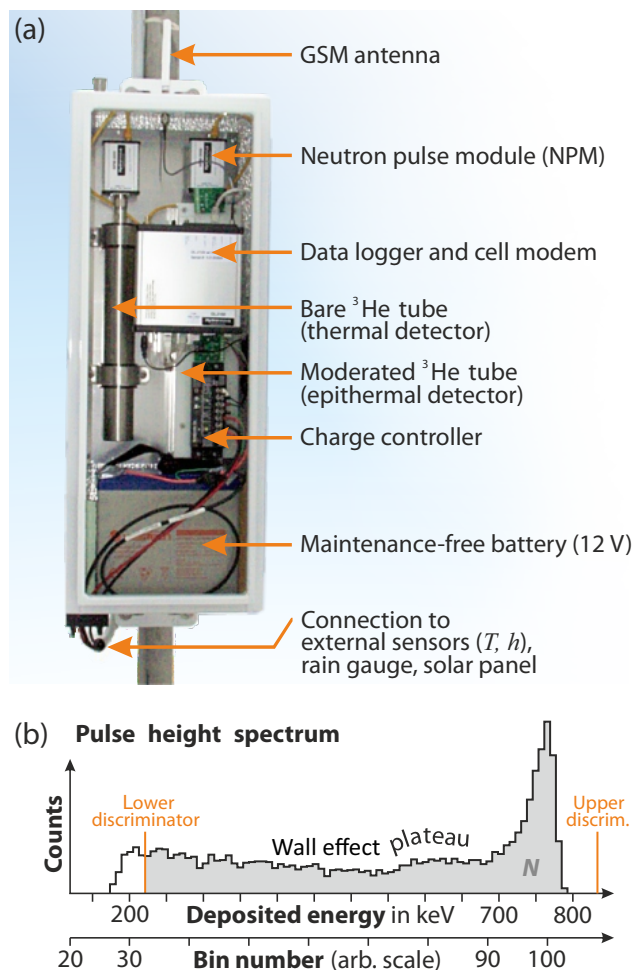 (a)
GSM antenna
Neutron pulse module (NPM)
Data logger and cell modem
Bare ³He tube
(thermal detector)
Moderated ³He tube
(epithermal detector)
Charge controller
Maintenance-free battery (12 V)
Connection to
external sensors (T, h),
rain gauge, solar panel
(b) Pulse height spectrum
Lower
discriminator
Upper
discrim.
Wall effect plateau
Counts
N
200 Deposited energy in keV 700 800
20 30 Bin number (arb. scale) 90 100